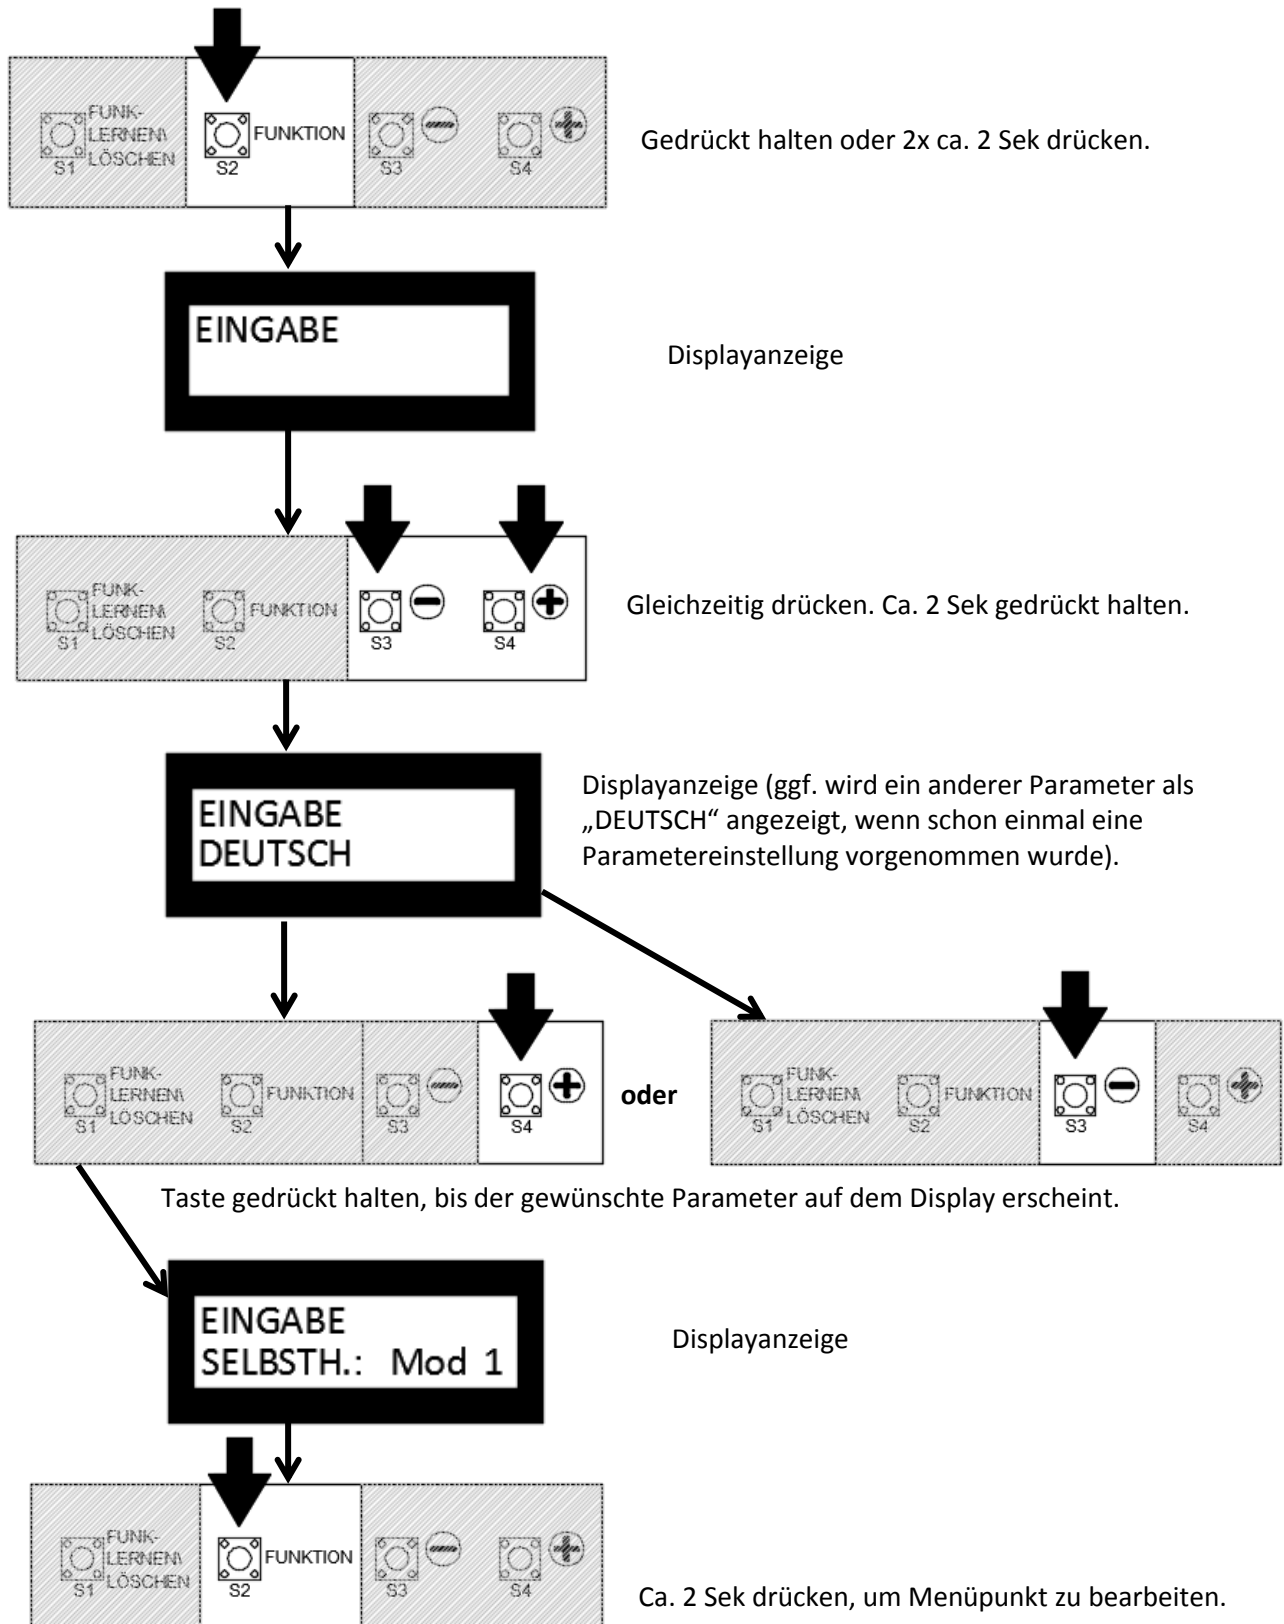 FUNK-
LERNEN\
LÖSCHEN
S1
FUNKTION
S2
S3
S4
Gedrückt halten oder 2x ca. 2 Sek drücken.
EINGABE
Displayanzeige
FUNK-
LERNEN\
LÖSCHEN
S1
FUNKTION
S2
S3
S4
Gleichzeitig drücken. Ca. 2 Sek gedrückt halten.
EINGABE
DEUTSCH
Displayanzeige (ggf. wird ein anderer Parameter als
„DEUTSCH“ angezeigt, wenn schon einmal eine
Parametereinstellung vorgenommen wurde).
FUNK-
LERNEN\
LÖSCHEN
S1
FUNKTION
S2
S3
S4
oder
FUNK-
LERNEN\
LÖSCHEN
S1
FUNKTION
S2
S3
S4
Taste gedrückt halten, bis der gewünschte Parameter auf dem Display erscheint.
EINGABE
SELBSTH.: Mod 1
Displayanzeige
FUNK-
LERNEN\
LÖSCHEN
S1
FUNKTION
S2
S3
S4
Ca. 2 Sek drücken, um Menüpunkt zu bearbeiten.